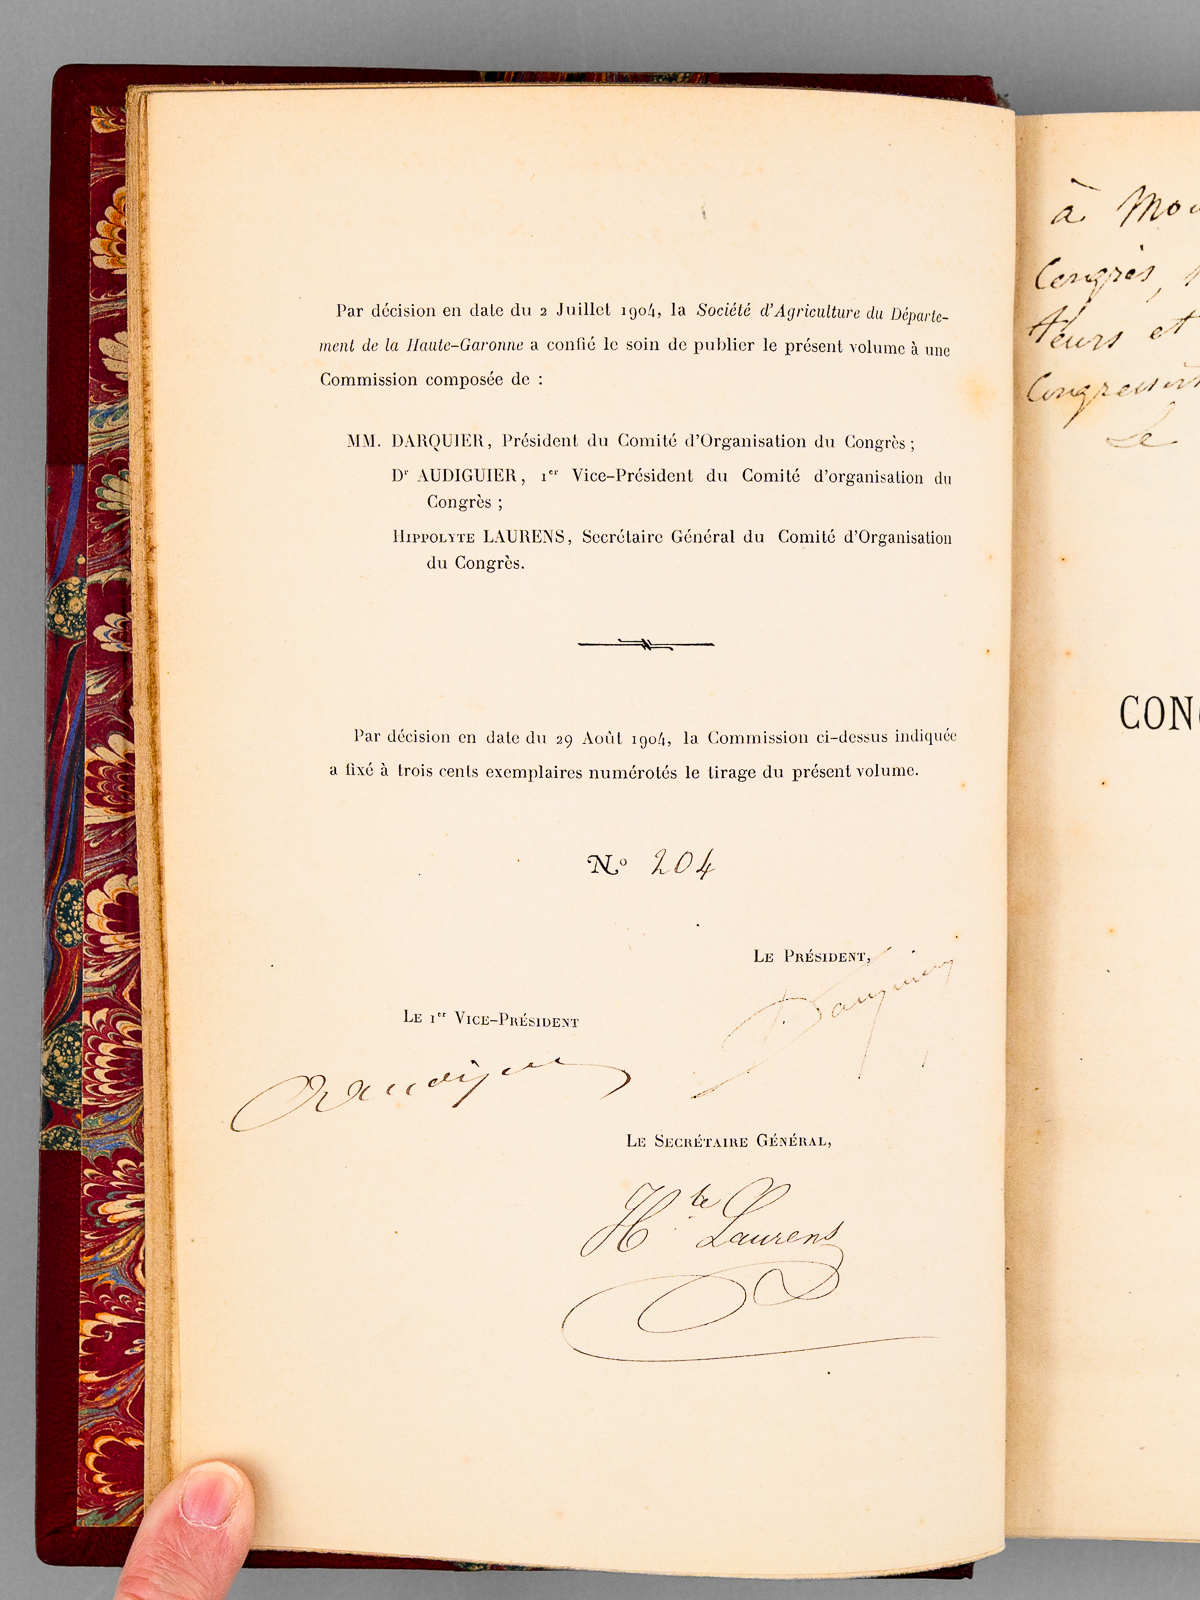 Par décision en date du 2 Juillet 1904, la Société d'Agriculture du Départe-
ment de la Haute-Garonne a confié le soin de publier le présent volume à une
Commission composée de :
MM. DARQUIER, Président du Comité d'Organisation du Congrès ;
Dr AUDIGUIER, 1er Vice-Président du Comité d'organisation du
Congrès ;
HIPPOLYTE LAURENS, Secrétaire Général du Comité d'Organisation
du Congrès.
Par décision en date du 29 Août 1904, la Commission ci-dessus indiquée
a fixé à trois cents exemplaires numérotés le tirage du présent volume.
No 204
LE PRÉSIDENT,
Darquier
LE 1er VICE-PRÉSIDENT
LE SECRÉTAIRE GÉNÉRAL,
Hte Laurens
à
Congrès,
teurs et
Le
CON